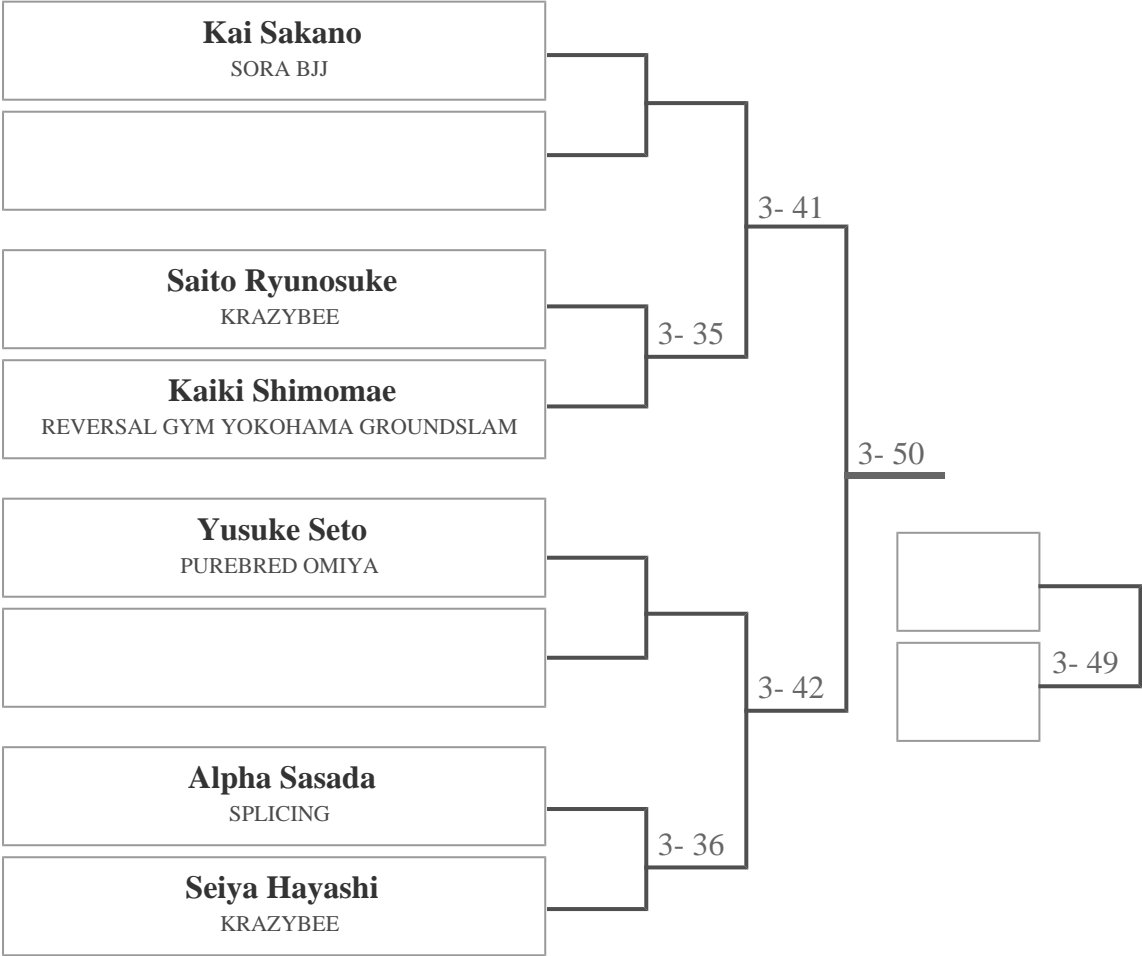 Kai Sakano
SORA BJJ
3- 41
Saito Ryunosuke
KRAZYBEE
3- 35
Kaiki Shimomae
REVERSAL GYM YOKOHAMA GROUNDSLAM
3- 50
Yusuke Seto
PUREBRED OMIYA
3- 49
3- 42
Alpha Sasada
SPLICING
3- 36
Seiya Hayashi
KRAZYBEE